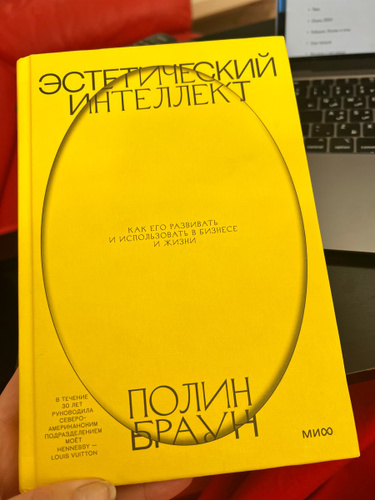 ЭСТЕТИЧЕСКИЙ
ИНТЕЛЛЕКТ
КАК ЕГО РАЗВИВАТЬ
И ИСПОЛЬЗОВАТЬ В БИЗНЕСЕ
И ЖИЗНИ
В ТЕЧЕНИЕ
30 ЛЕТ
РУКОВОДИЛА
СЕВЕРО-
АМЕРИКАНСКИМ
ПОДРАЗДЕЛЕНИЕМ
MOËT
HENNESSY —
LOUIS VUITTON
ПОЛИН
БРАУН
МИФ